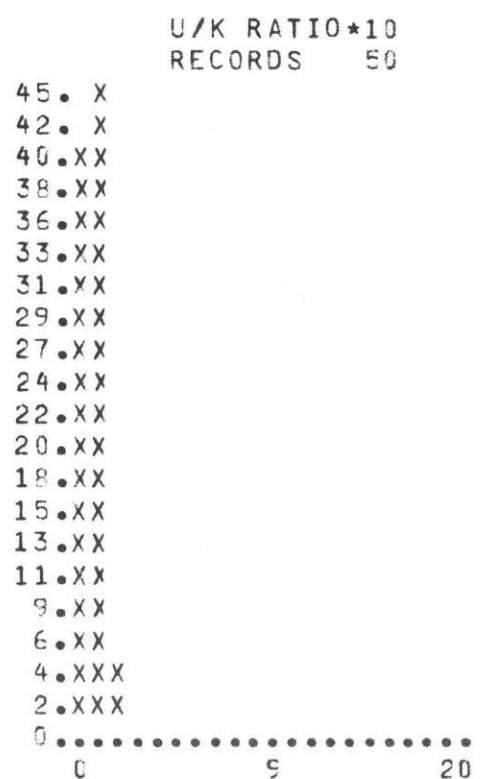 U/K RATIO*10
RECORDS 50
45. X
42. X
40.XX
38.XX
36.XX
33.XX
31.XX
29.XX
27.XX
24.XX
22.XX
20.XX
18.XX
15.XX
13.XX
11.XX
9.XX
6.XX
4.XXX
2.XXX
0.....................
0 9 20